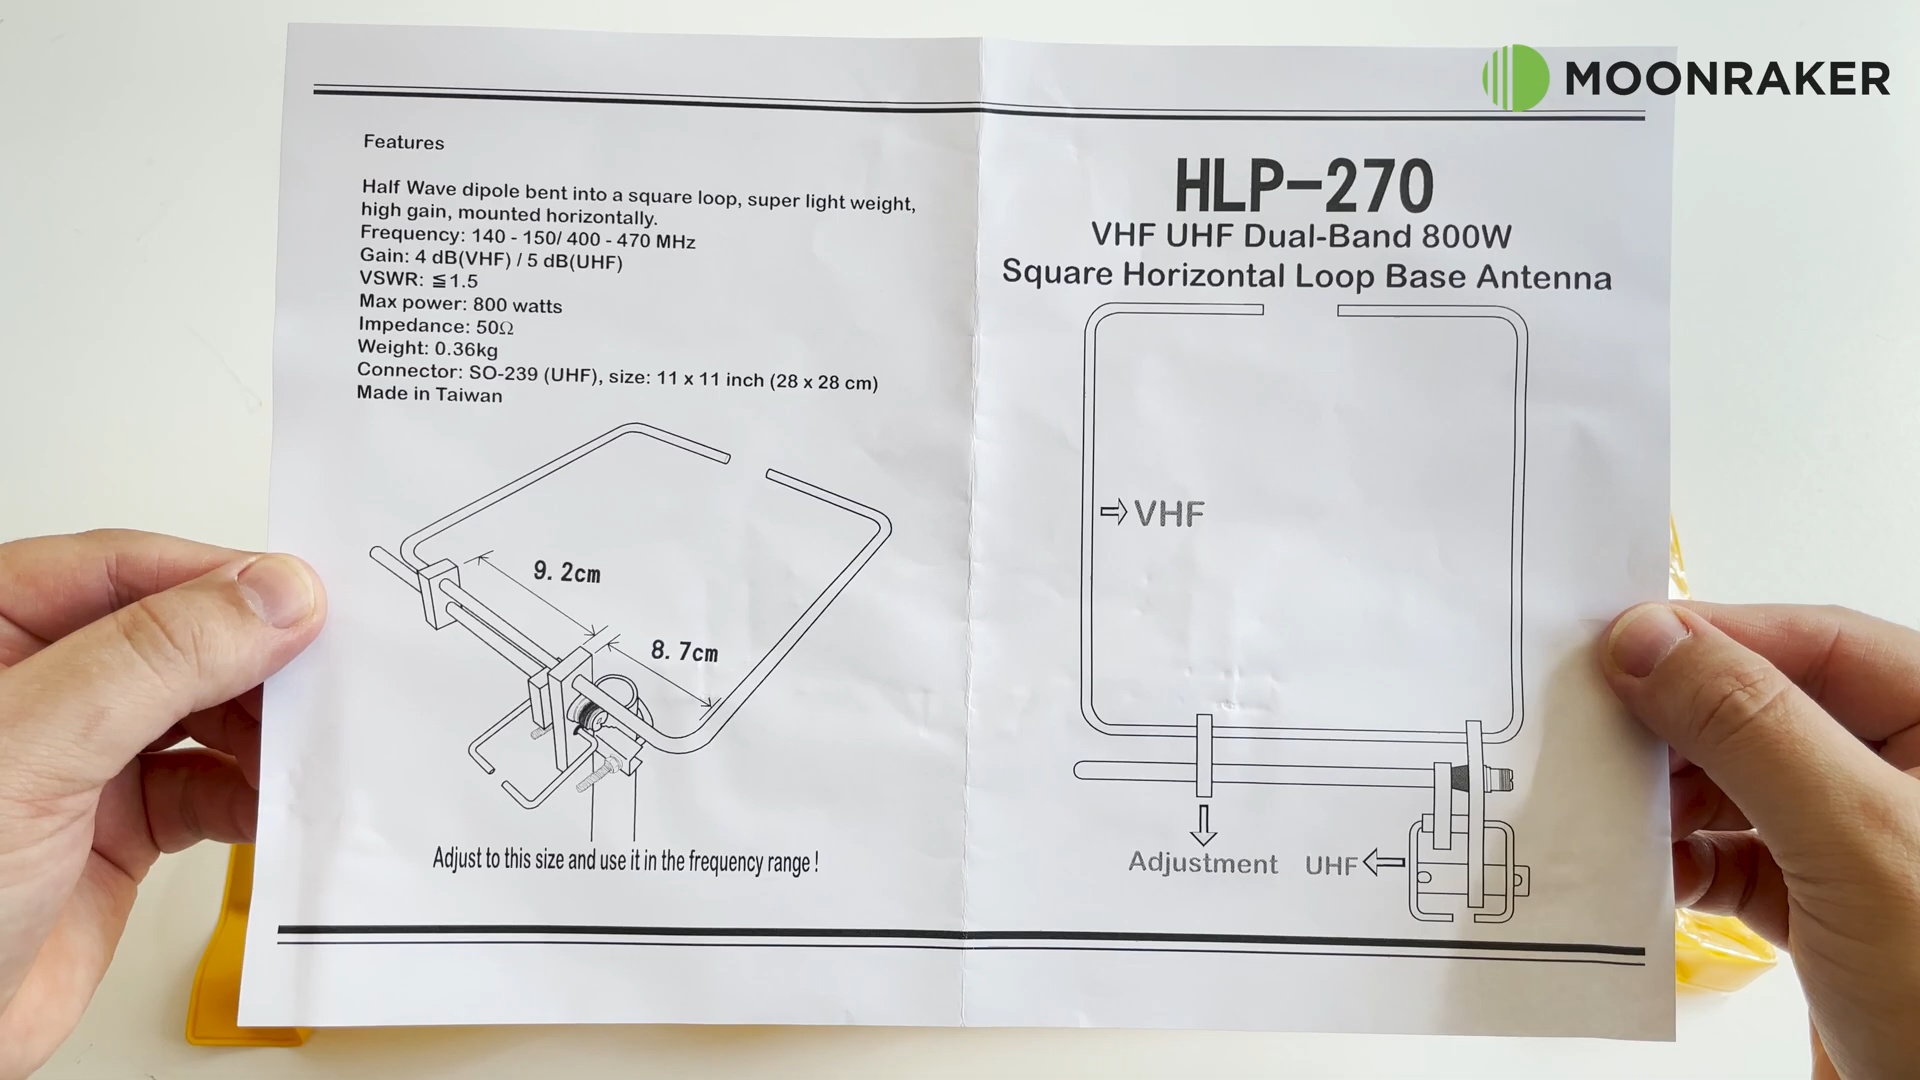 MOONRAKER
Features
Half Wave dipole bent into a square loop, super light weight,
high gain, mounted horizontally.
Frequency: 140 - 150/ 400 - 470 MHz
Gain: 4 dB(VHF) / 5 dB(UHF)
VSWR: ≦1.5
Max power: 800 watts
Impedance: 50Ω
Weight: 0.36kg
Connector: SO-239 (UHF), size: 11 x 11 inch (28 x 28 cm)
Made in Taiwan
9.2cm
8.7cm
Adjust to this size and use it in the frequency range!
HLP-270
VHF UHF Dual-Band 800W
Square Horizontal Loop Base Antenna
VHF
Adjustment
UHF